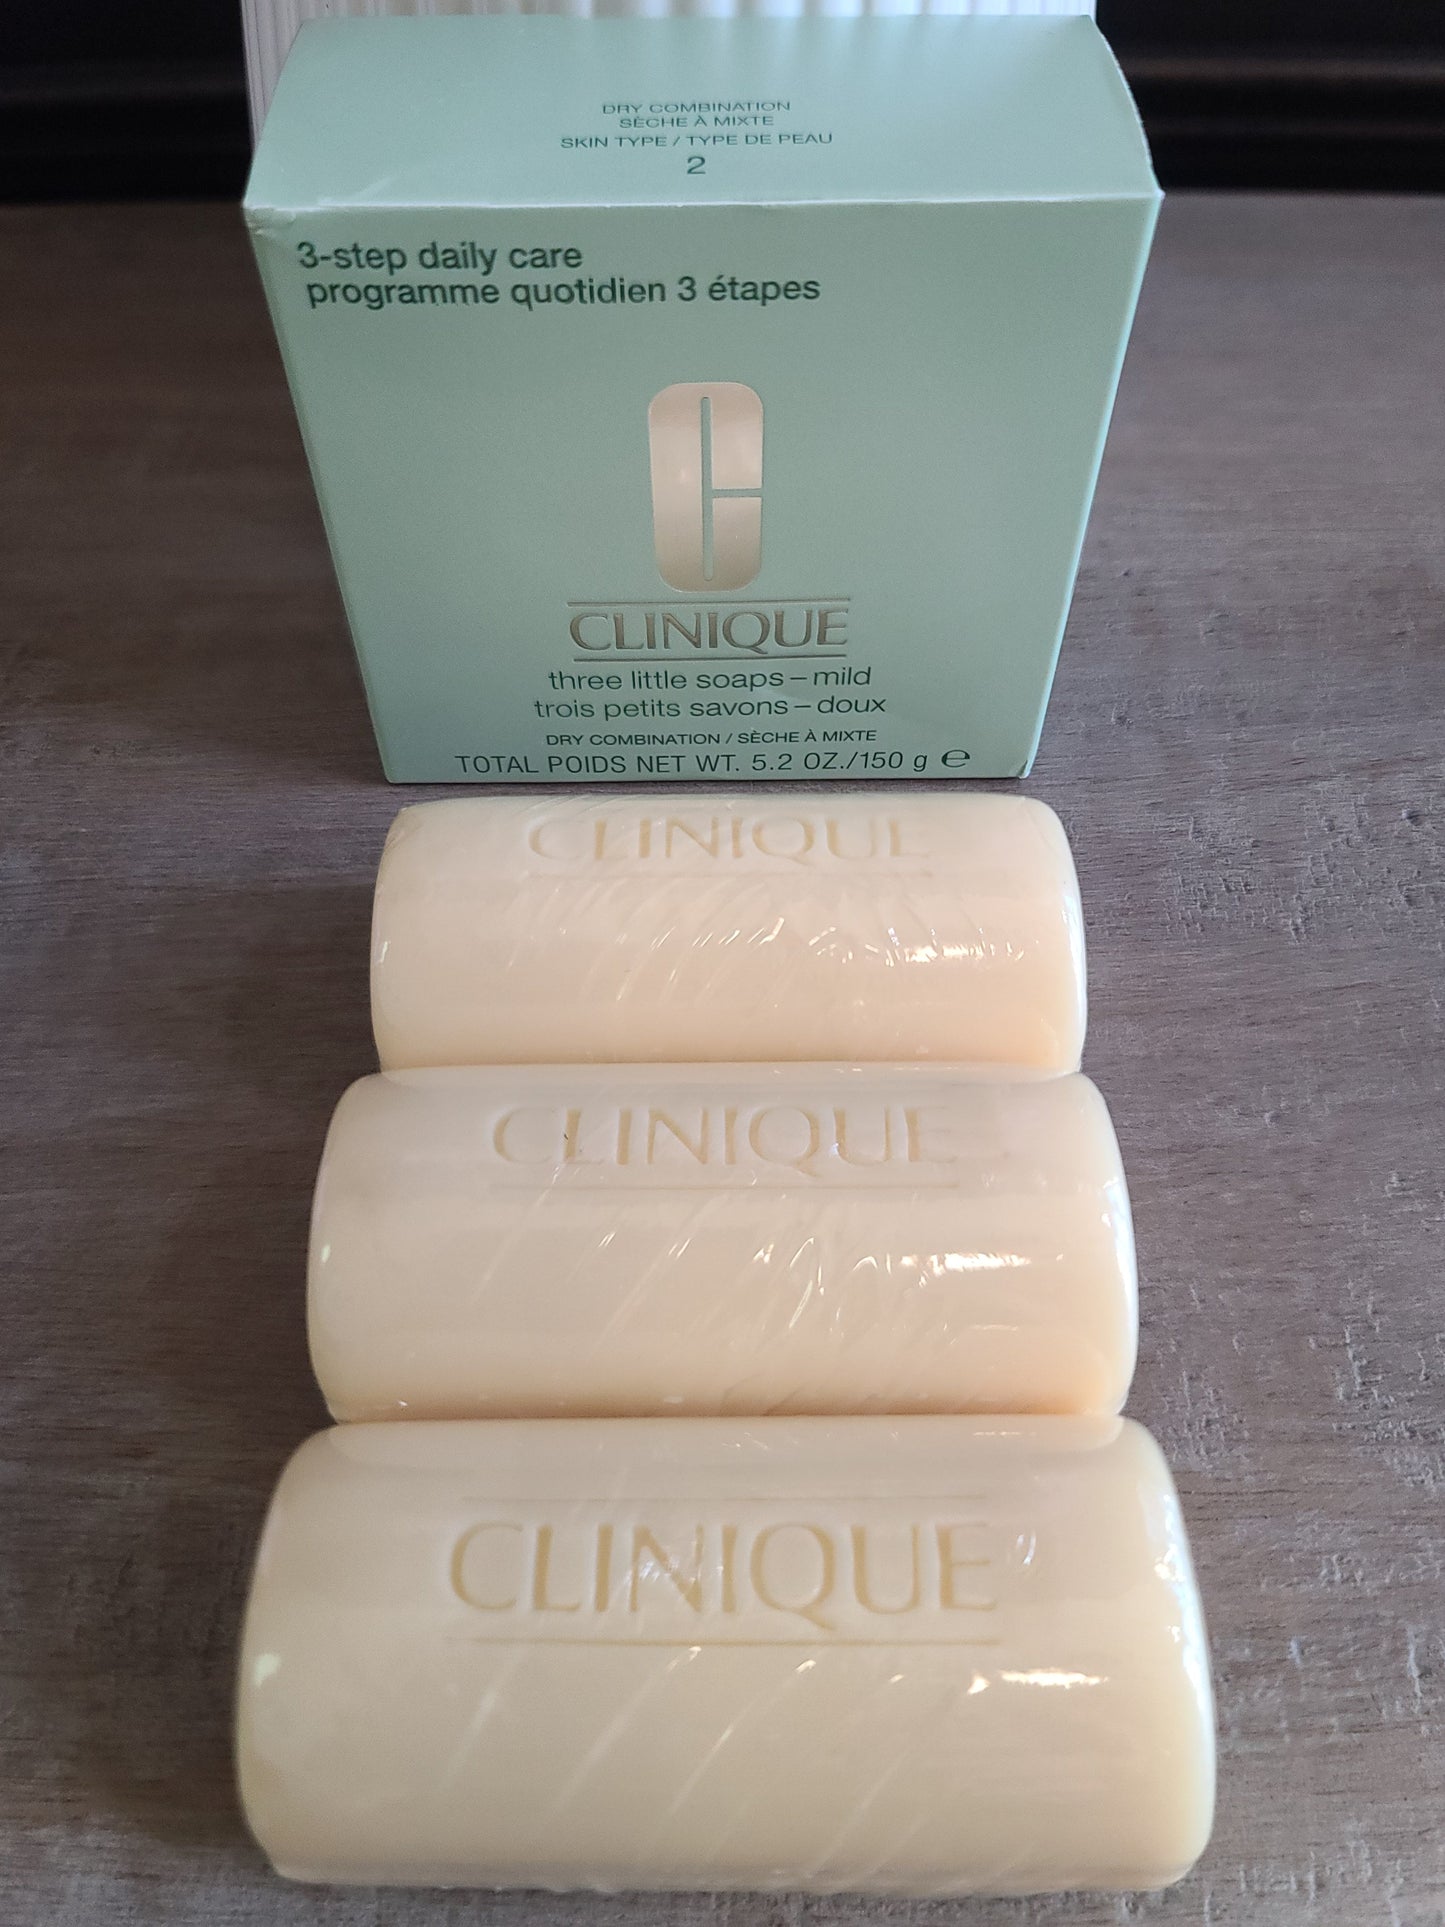 DRY COMBINATION
SÈCHE À MIXTE
SKIN TYPE / TYPE DE PEAU
2
3-step daily care
programme quotidien 3 étapes
C
CLINIQUE
three little soaps – mild
trois petits savons – doux
DRY COMBINATION / SÈCHE À MIXTE
TOTAL POIDS NET WT. 5.2 OZ./150 g ℮
CLINIQUE
CLINIQUE
CLINIQUE